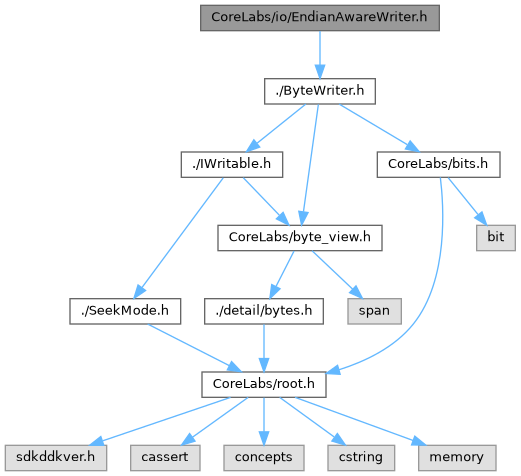 CoreLabs/io/EndianAwareWriter.h
./ByteWriter.h
./IWritable.h
CoreLabs/bits.h
CoreLabs/byte_view.h
bit
./SeekMode.h
./detail/bytes.h
span
CoreLabs/root.h
sdkddkver.h
cassert
concepts
cstring
memory